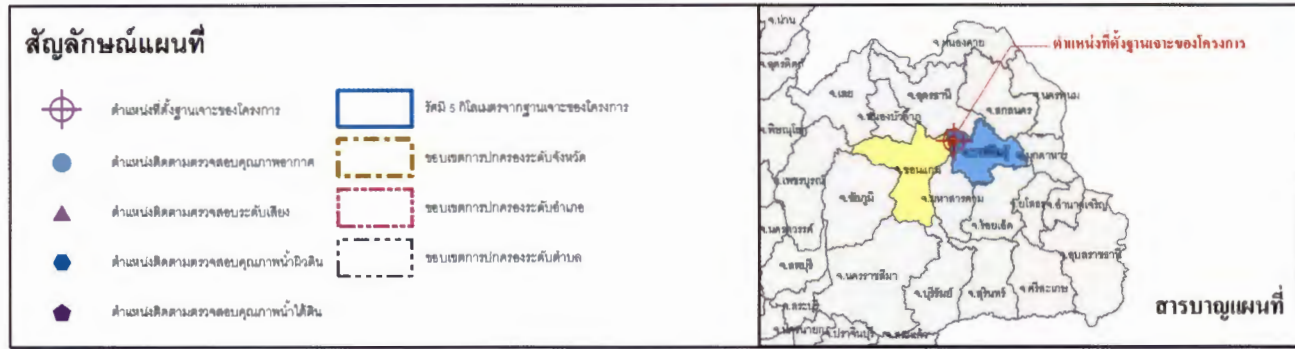 สัญลักษณ์แผนที่
ตำแหน่งที่ตั้งฐานเจาะของโครงการ
รัศมี 5 กิโลเมตรจากฐานเจาะของโครงการ
ตำแหน่งติดตามตรวจสอบคุณภาพอากาศ
ขอบเขตการปกครองระดับจังหวัด
ตำแหน่งติดตามตรวจสอบระดับเสียง
ขอบเขตการปกครองระดับอำเภอ
ตำแหน่งติดตามตรวจสอบคุณภาพน้ำผิวดิน
ขอบเขตการปกครองระดับตำบล
ตำแหน่งติดตามตรวจสอบคุณภาพน้ำใต้ดิน
จ.น่าน
จ.หนองคาย
ตำแหน่งที่ตั้งฐานเจาะของโครงการ
จ.อุตรดิตถ์
จ.เลย
จ.อุดรธานี
จ.นครพนม
จ.สกลนคร
จ.หนองบัวลำภู
จ.พิษณุโลก
จ.มุกดาหาร
จ.ขอนแก่น
จ.เพชรบูรณ์
จ.ชัยภูมิ
จ.มหาสารคาม
จ.ยโสธร
จ.อำนาจเจริญ
จ.ร้อยเอ็ด
จ.นครสวรรค์
จ.อุบลราชธานี
จ.ลพบุรี
จ.นครราชสีมา
จ.บุรีรัมย์
จ.สุรินทร์
จ.ศรีสะเกษ
สารบาญแผนที่
จ.สระบุรี
จ.นครนายก
จ.ปราจีนบุรี
จ.สระแก้ว